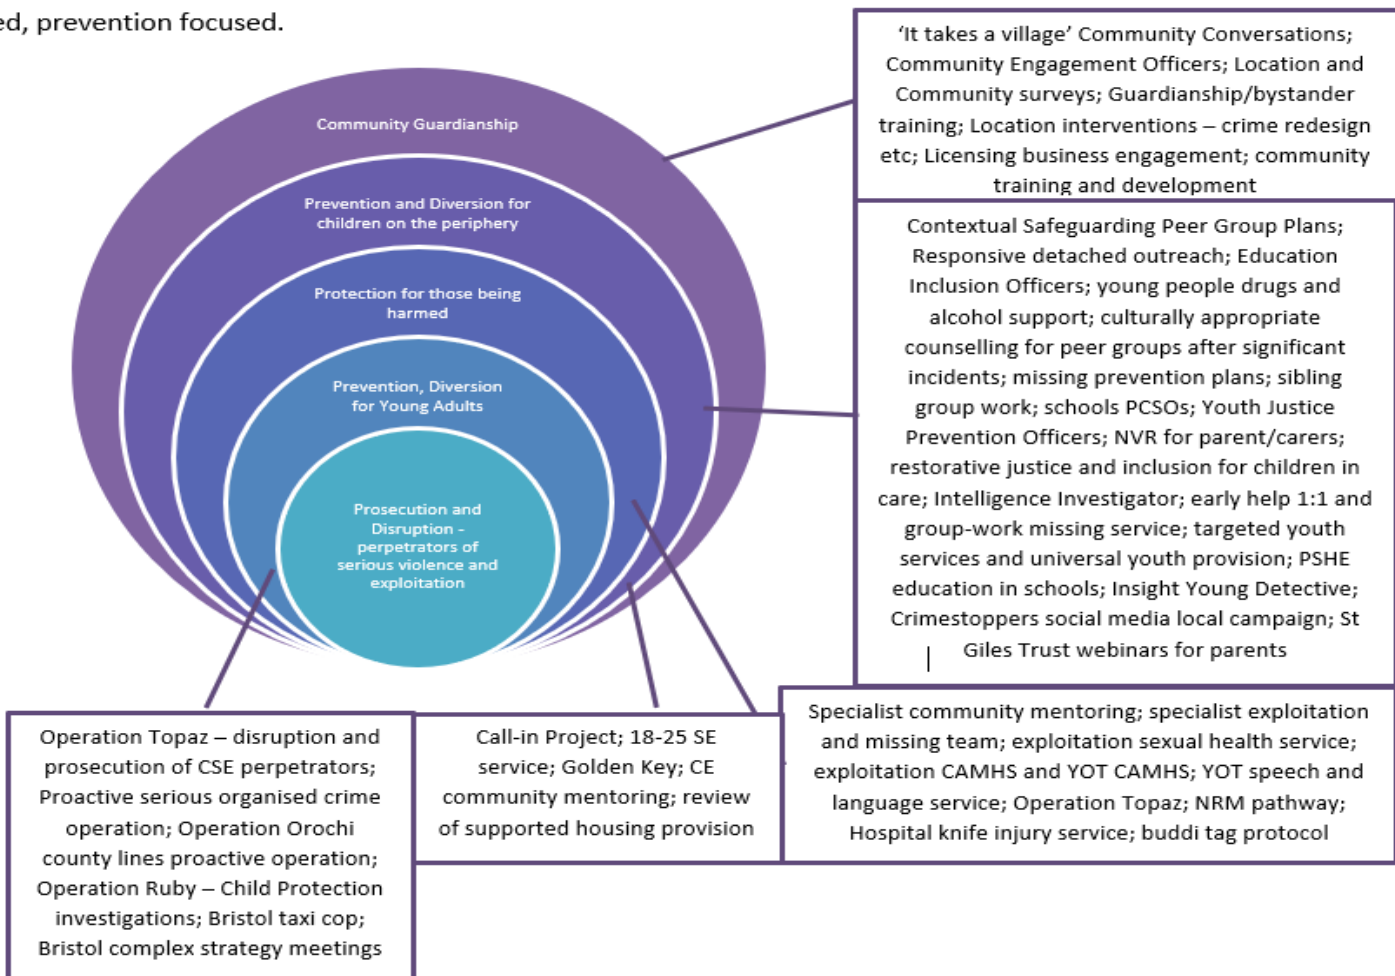 ed, prevention focused.
Community Guardianship
Prevention and Diversion for
children on the periphery
Protection for those being
harmed
Prevention, Diversion
for Young Adults
Prosecution and
Disruption -
perpetrators of
serious violence and
exploitation
‘It takes a village’ Community Conversations;
Community Engagement Officers; Location and
Community surveys; Guardianship/bystander
training; Location interventions – crime redesign
etc; Licensing business engagement; community
training and development
Contextual Safeguarding Peer Group Plans;
Responsive detached outreach; Education
Inclusion Officers; young people drugs and
alcohol support; culturally appropriate
counselling for peer groups after significant
incidents; missing prevention plans; sibling
group work; schools PCSOs; Youth Justice
Prevention Officers; NVR for parent/carers;
restorative justice and inclusion for children in
care; Intelligence Investigator; early help 1:1 and
group-work missing service; targeted youth
services and universal youth provision; PSHE
education in schools; Insight Young Detective;
Crimestoppers social media local campaign; St
Giles Trust webinars for parents
Operation Topaz – disruption and
prosecution of CSE perpetrators;
Proactive serious organised crime
operation; Operation Orochi
county lines proactive operation;
Operation Ruby – Child Protection
investigations; Bristol taxi cop;
Bristol complex strategy meetings
Call-in Project; 18-25 SE
service; Golden Key; CE
community mentoring; review
of supported housing provision
Specialist community mentoring; specialist exploitation
and missing team; exploitation sexual health service;
exploitation CAMHS and YOT CAMHS; YOT speech and
language service; Operation Topaz; NRM pathway;
Hospital knife injury service; buddi tag protocol